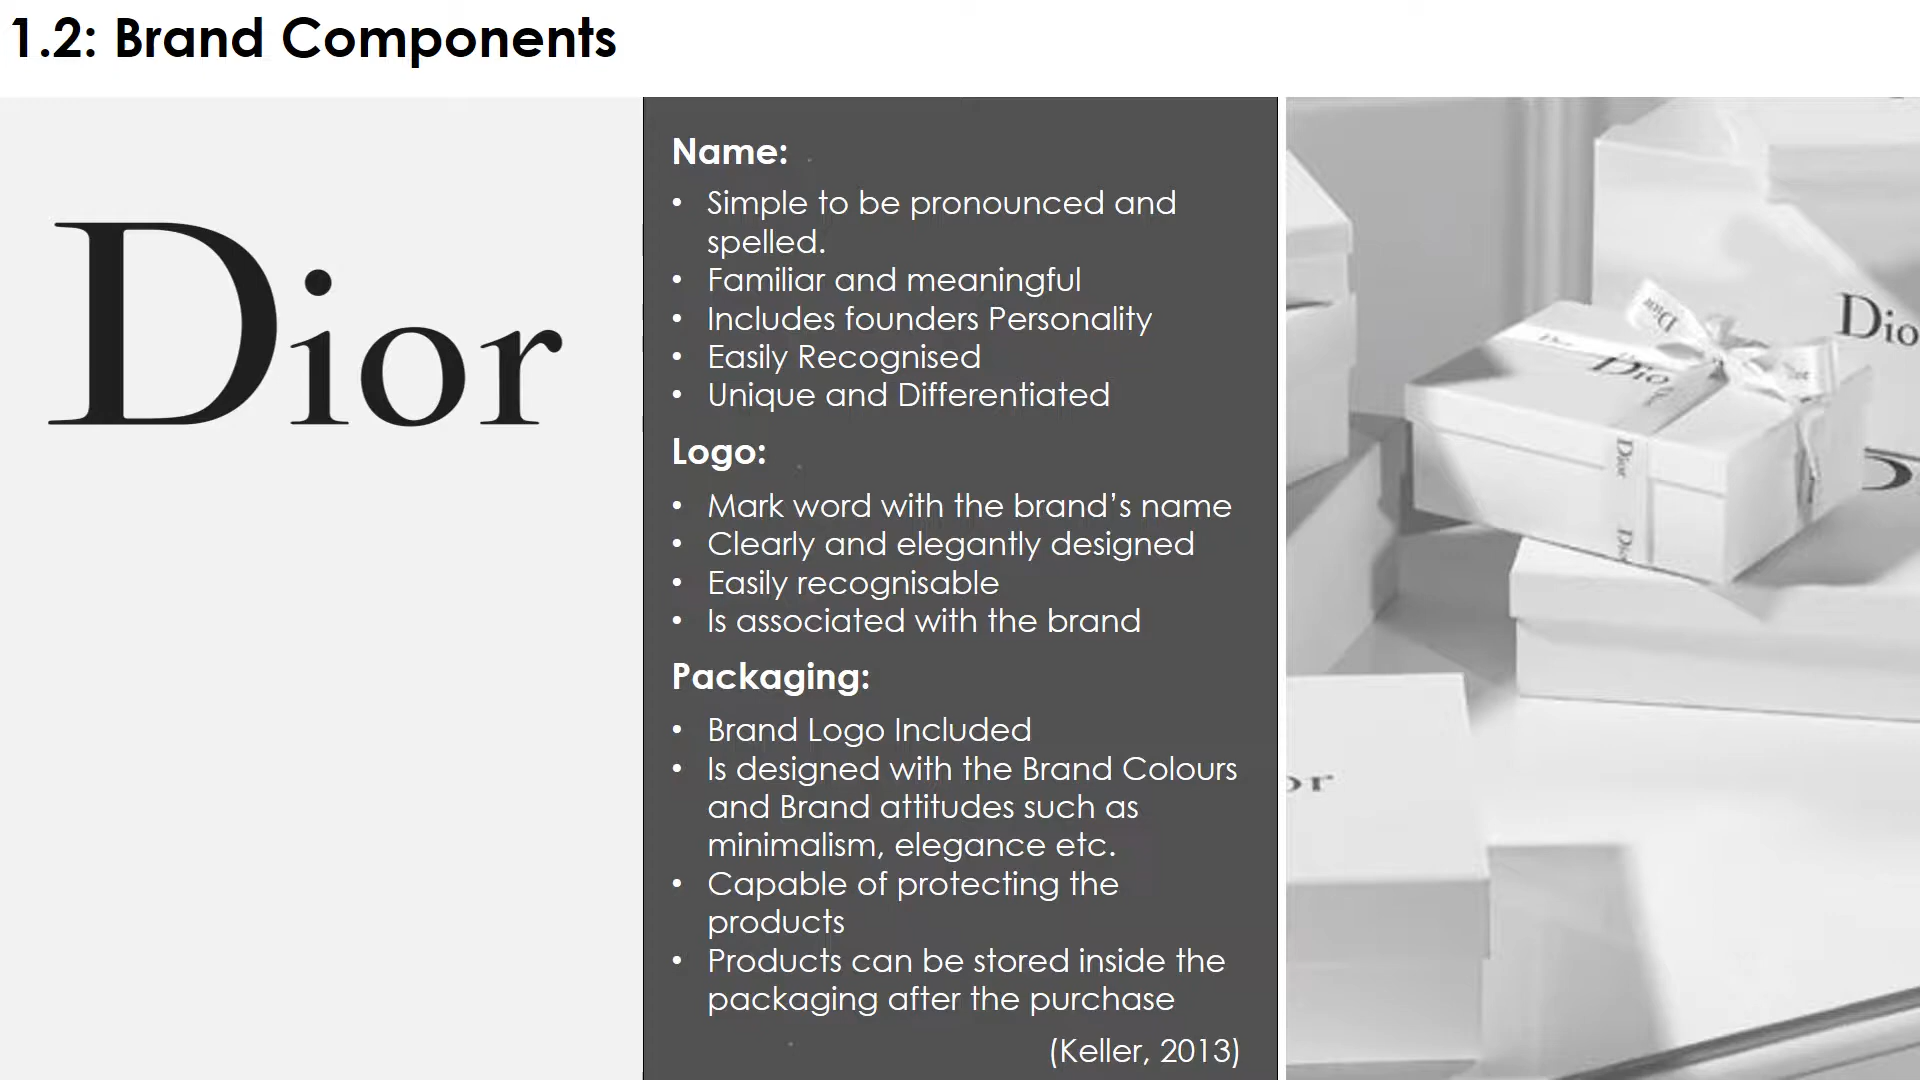 1.2: Brand Components
Dior
Name:
• Simple to be pronounced and
spelled.
• Familiar and meaningful
• Includes founders Personality
• Easily Recognised
• Unique and Differentiated
Logo:
• Mark word with the brand’s name
• Clearly and elegantly designed
• Easily recognisable
• Is associated with the brand
Packaging:
• Brand Logo Included
• Is designed with the Brand Colours
and Brand attitudes such as
minimalism, elegance etc.
• Capable of protecting the
products
• Products can be stored inside the
packaging after the purchase
(Keller, 2013)
Dior
Dio
Dior
Dior